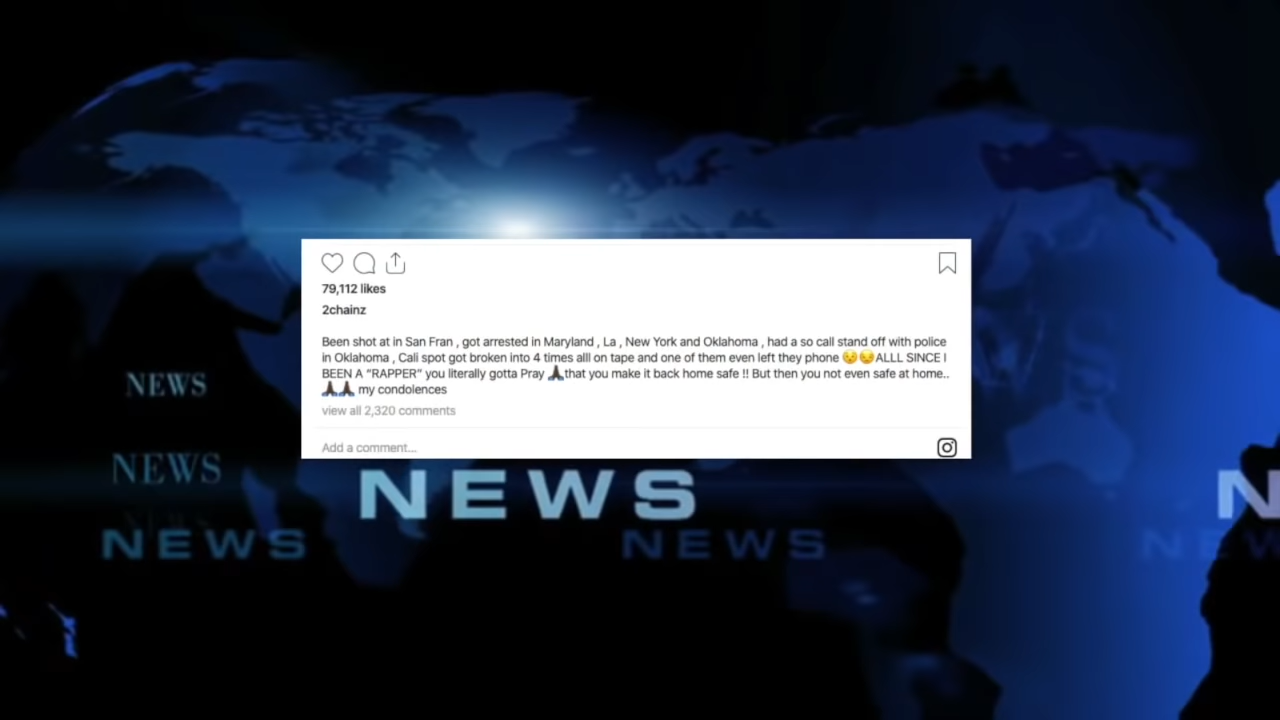 79,112 likes
2chainz
Been shot at in San Fran , got arrested in Maryland , La , New York and Oklahoma , had a so call stand off with police
in Oklahoma , Cali spot got broken into 4 times all on tape and one of them even left they phone 😒😒ALLL SINCE I
BEEN A “RAPPER” you literally gotta Pray 🙏🏿that you make it back home safe !! But then you not even safe at home..
🙏🏿🙏🏿 my condolences
view all 2,320 comments
Add a comment...
NEWS
NEWS
NEWS
NEWS
NEWS
NEWS
N
NEW